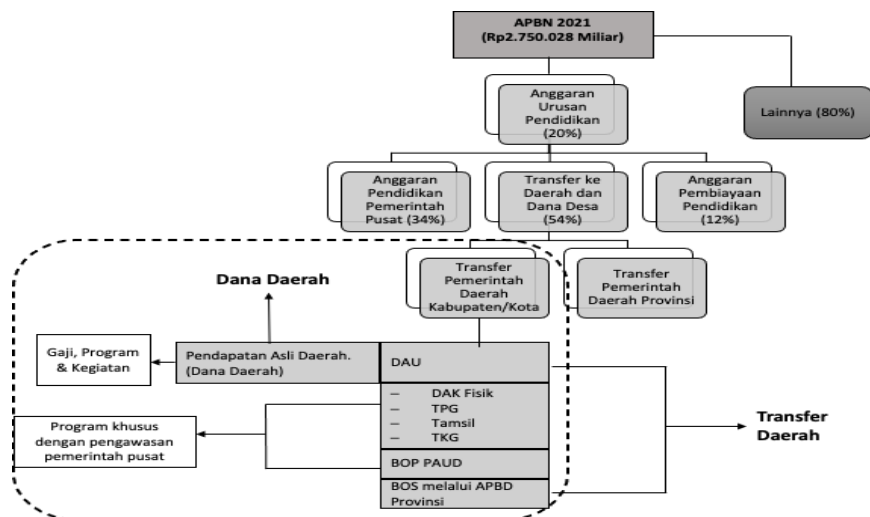 APBN 2021
(Rp2.750.028 Miliar)
Anggaran
Urusan
Pendidikan
(20%)
Lainnya (80%)
Anggaran
Pendidikan
Pemerintah
Pusat (34%)
Transfer ke
Daerah dan
Dana Desa
(54%)
Anggaran
Pembiayaan
Pendidikan
(12%)
Transfer
Pemerintah
Daerah
Kabupaten/Kota
Transfer
Pemerintah
Daerah Provinsi
Dana Daerah
Gaji, Program
& Kegiatan
Pendapatan Asli Daerah.
(Dana Daerah)
DAU
– DAK Fisik
– TPG
– Tamsil
– TKG
Program khusus
dengan pengawasan
pemerintah pusat
Transfer
Daerah
BOP PAUD
BOS melalui APBD
Provinsi